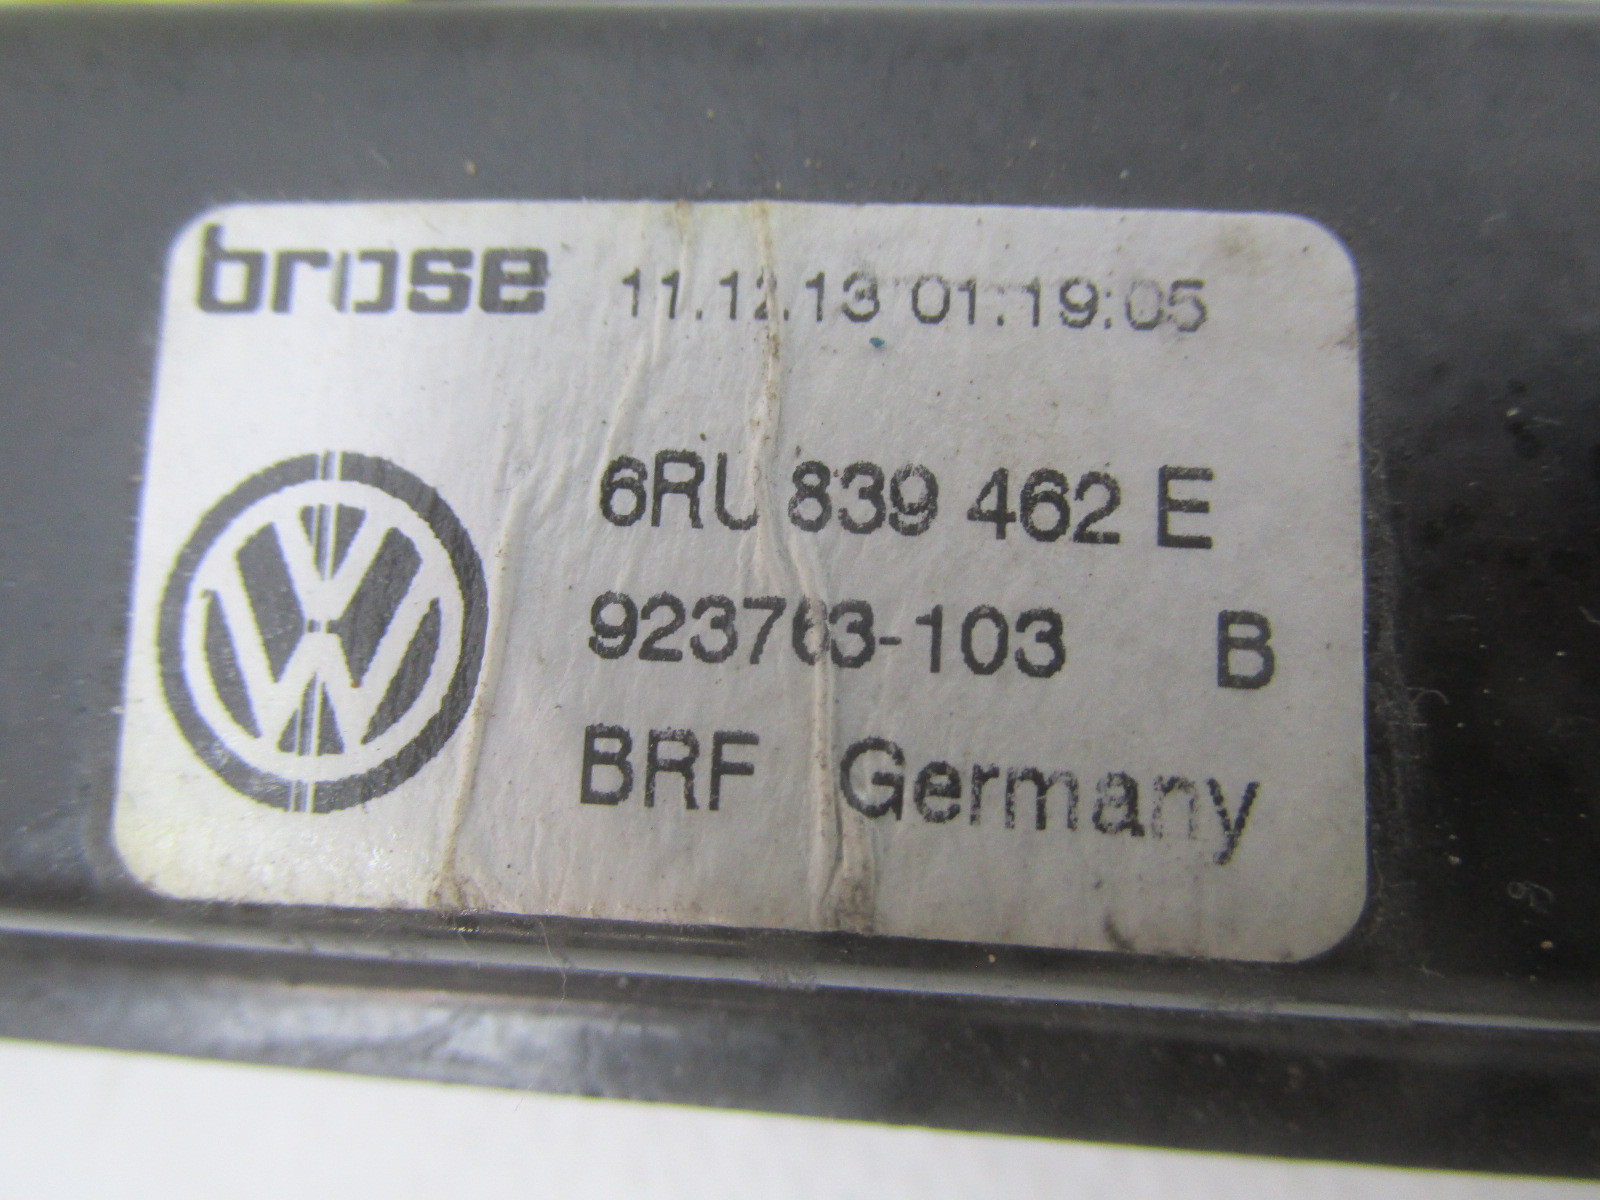 brose 11.12.13 01:19:05
6RU 839 462 E
923763-103 B
BRF Germany